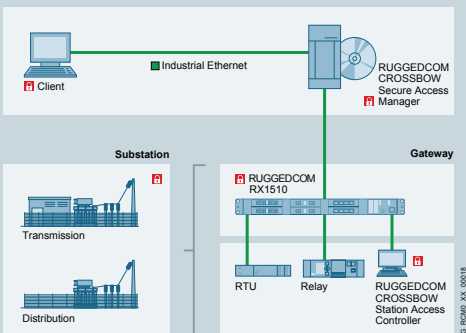 Industrial Ethernet
Client
RUGGEDCOM
CROSSBOW
Secure Access
Manager
Substation
Gateway
RUGGEDCOM
RX1510
Transmission
RTU
Relay
RUGGEDCOM
CROSSBOW
Station Access
Controller
Distribution
G_RCM0_XX_00018